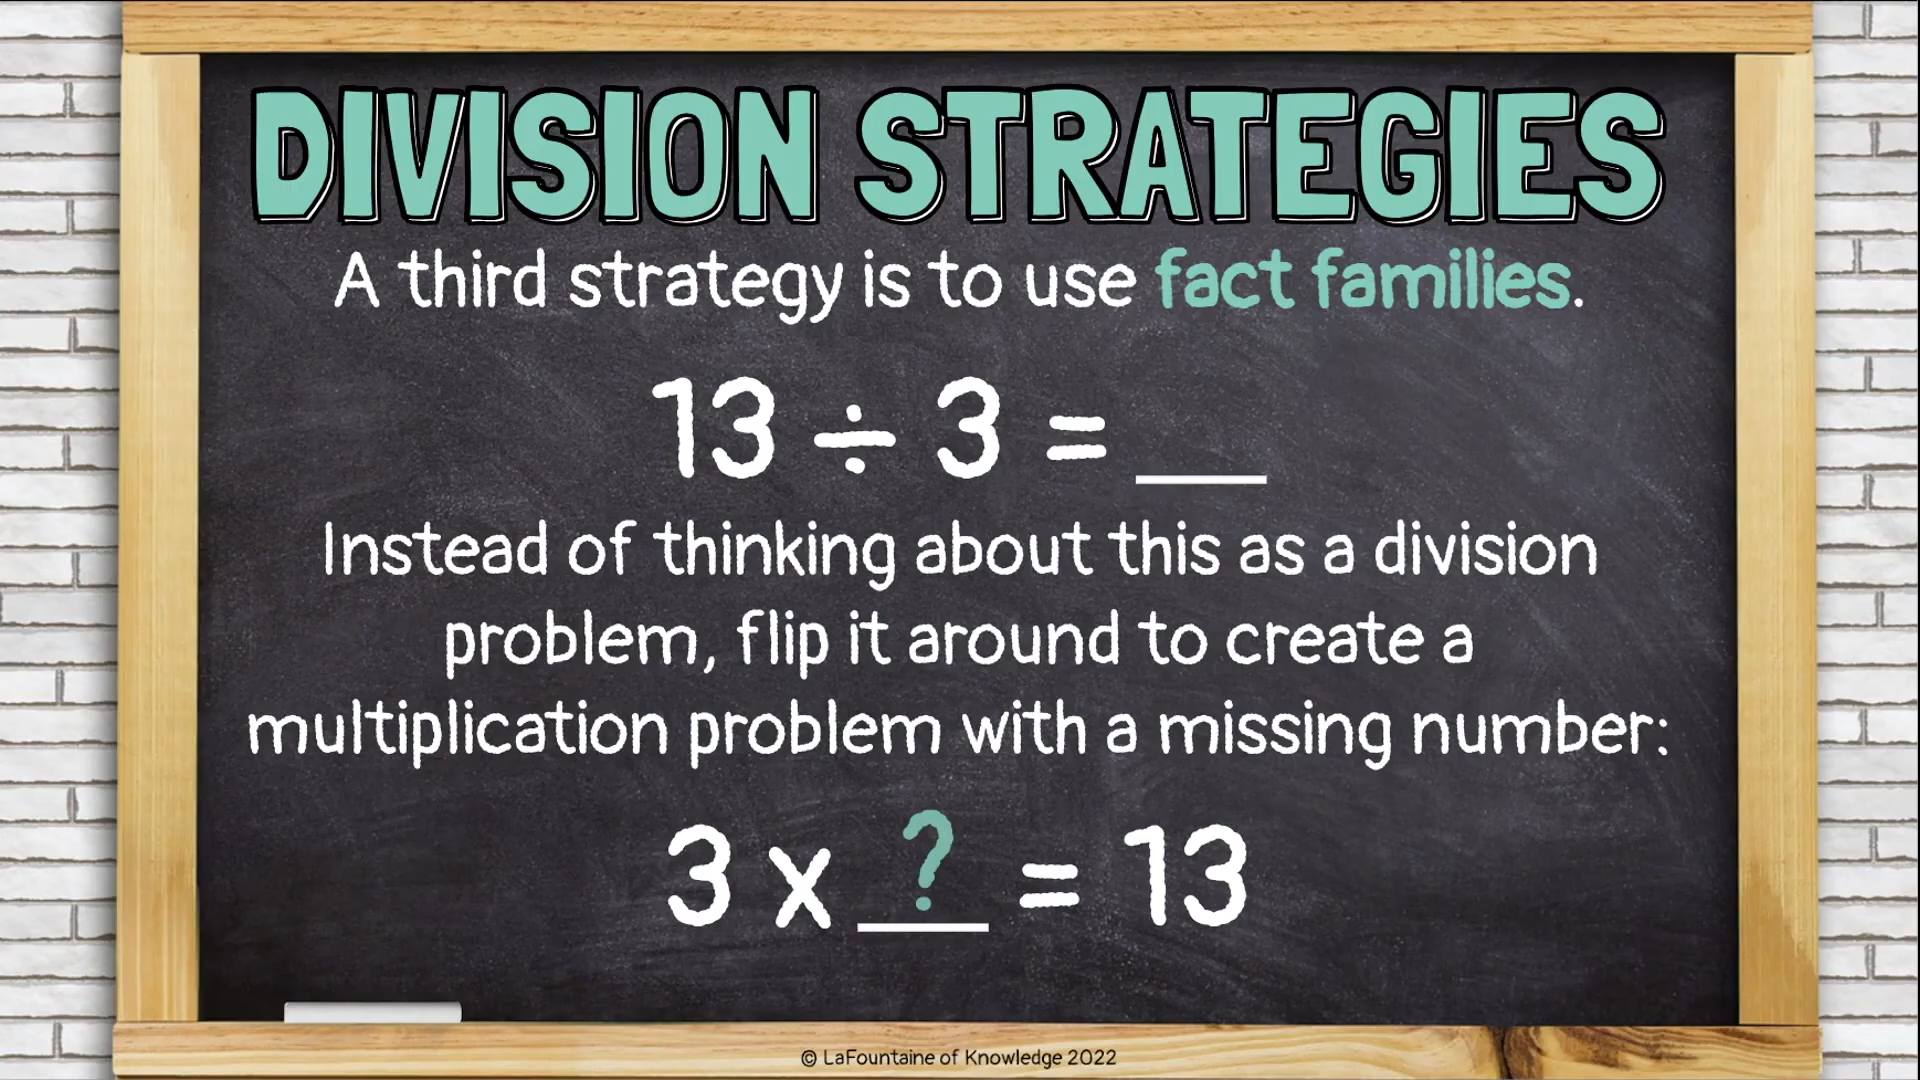 DIVISION STRATEGIES
A third strategy is to use fact families.
13 ÷ 3 = __
Instead of thinking about this as a division
problem, flip it around to create a
multiplication problem with a missing number:
3 x ? = 13
© LaFountaine of Knowledge 2022